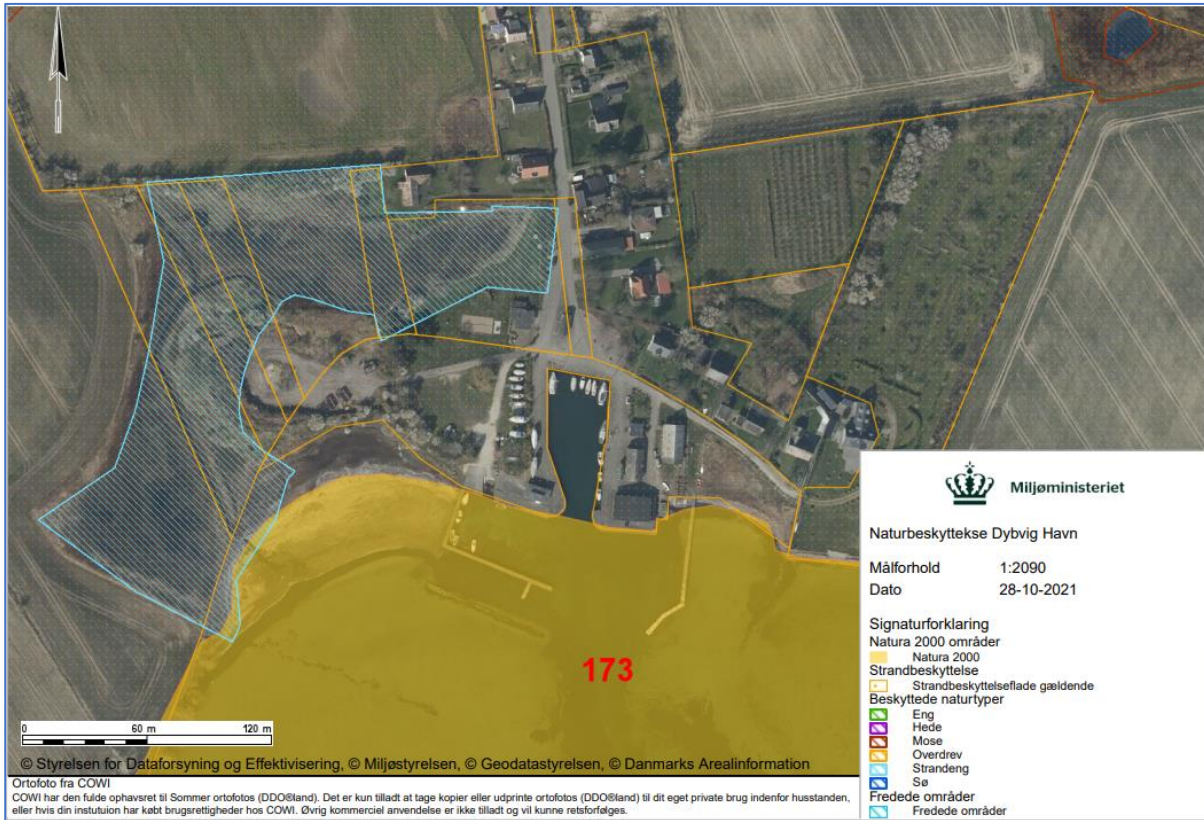 173
0 60 m 120 m
© Styrelsen for Dataforsyning og Effektivisering, © Miljøstyrelsen, © Geodatastyrelsen, © Danmarks Arealinformation
Ortofoto fra COWI
COWI har den fulde ophavsret til Sommer ortofotos (DDO®land). Det er kun tilladt at tage kopier eller udprinte ortofotos (DDO®land) til dit eget private brug indenfor husstanden,
eller hvis din instutuion har købt brugsrettigheder hos COWI. Øvrig kommerciel anvendelse er ikke tilladt og vil kunne retsforfølges.
Miljøministeriet
Naturbeskyttekse Dybvig Havn
Målforhold 1:2090
Dato 28-10-2021
Signaturforklaring
Natura 2000 områder
Natura 2000
Strandbeskyttelse
Strandbeskyttelseflade gældende
Beskyttede naturtyper
Eng
Hede
Mose
Overdrev
Strandeng
Sø
Fredede områder
Fredede områder